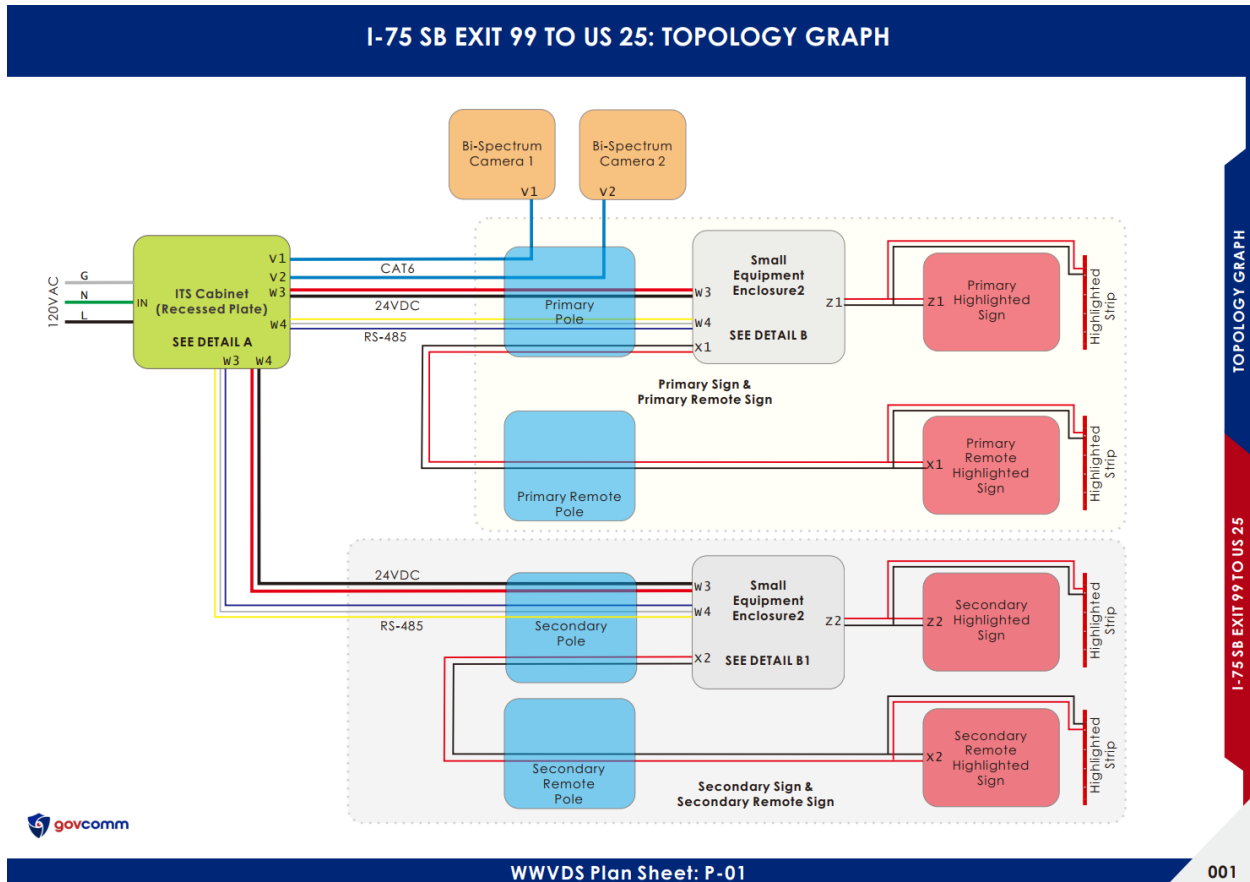 I-75 SB EXIT 99 TO US 25: TOPOLOGY GRAPH
Bi-Spectrum
Camera 1
V1
Bi-Spectrum
Camera 2
V2
120VAC
G
N
L
IN
ITS Cabinet
(Recessed Plate)
SEE DETAIL A
V1
V2
W3
W4
W3 W4
CAT6
24VDC
RS-485
Primary
Pole
W3
W4
X1
Small
Equipment
Enclosure2
SEE DETAIL B
Z1
Z1
Primary
Highlighted
Sign
Highlighted
Strip
Primary Sign &
Primary Remote Sign
Primary Remote
Pole
X1
Primary
Remote
Highlighted
Sign
Highlighted
Strip
24VDC
RS-485
Secondary
Pole
W3
W4
X2
Small
Equipment
Enclosure2
SEE DETAIL B1
Z2
Z2
Secondary
Highlighted
Sign
Highlighted
Strip
Secondary
Remote
Pole
Secondary Sign &
Secondary Remote Sign
X2
Secondary
Remote
Highlighted
Sign
Highlighted
Strip
TOPOLOGY GRAPH
I-75 SB EXIT 99 TO US 25
govcomm
WWVDS Plan Sheet: P-01
001